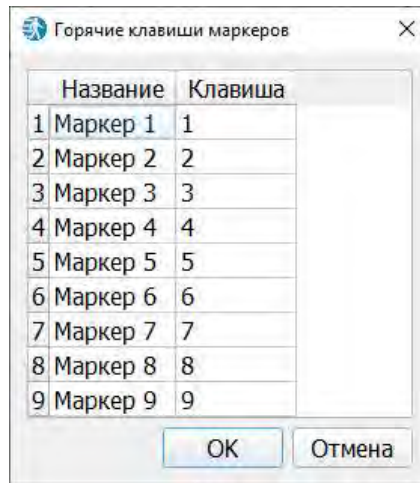 Горячие клавиши маркеров
Название Клавиша
1 Маркер 1 1
2 Маркер 2 2
3 Маркер 3 3
4 Маркер 4 4
5 Маркер 5 5
6 Маркер 6 6
7 Маркер 7 7
8 Маркер 8 8
9 Маркер 9 9
OK Отмена